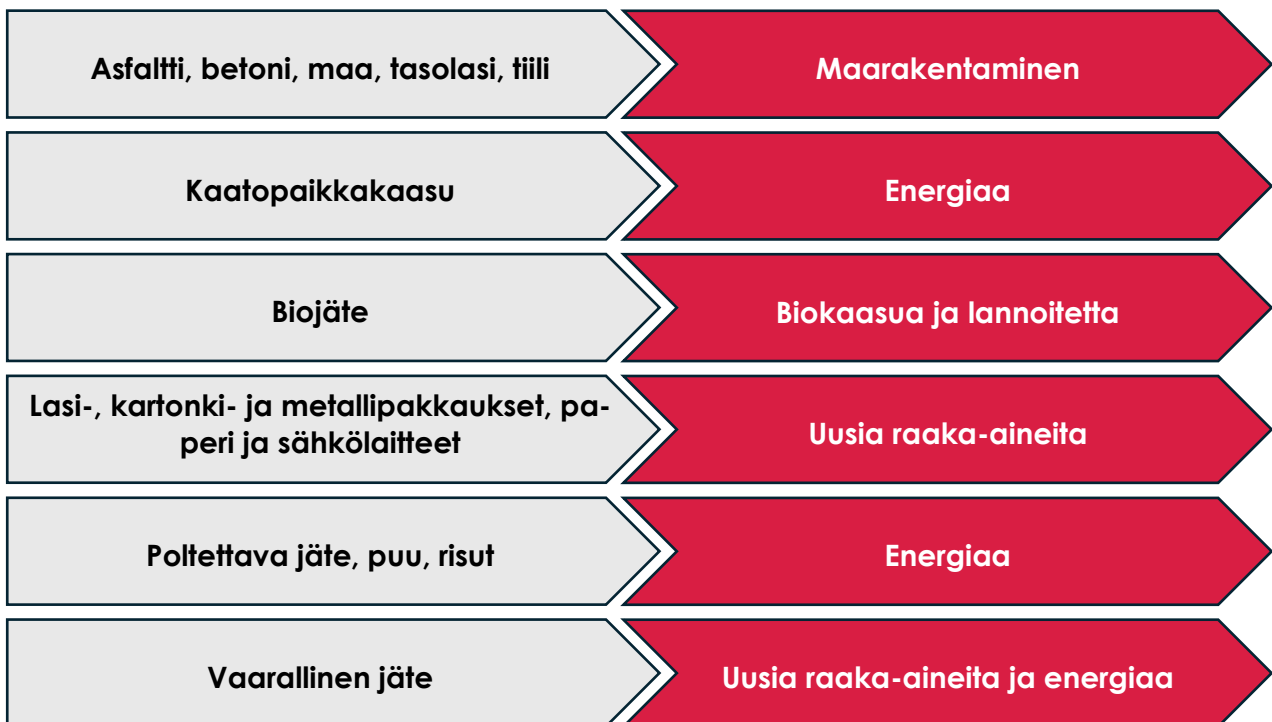 Asfaltti, betoni, maa, tasolasi, tiili
Maarakentaminen
Kaatopaikkakaasu
Energiaa
Biojäte
Biokaasua ja lannoitetta
Lasi-, kartonki- ja metallipakkaukset, pa-
peri ja sähkölaitteet
Uusia raaka-aineita
Poltettava jäte, puu, risut
Energiaa
Vaarallinen jäte
Uusia raaka-aineita ja energiaa